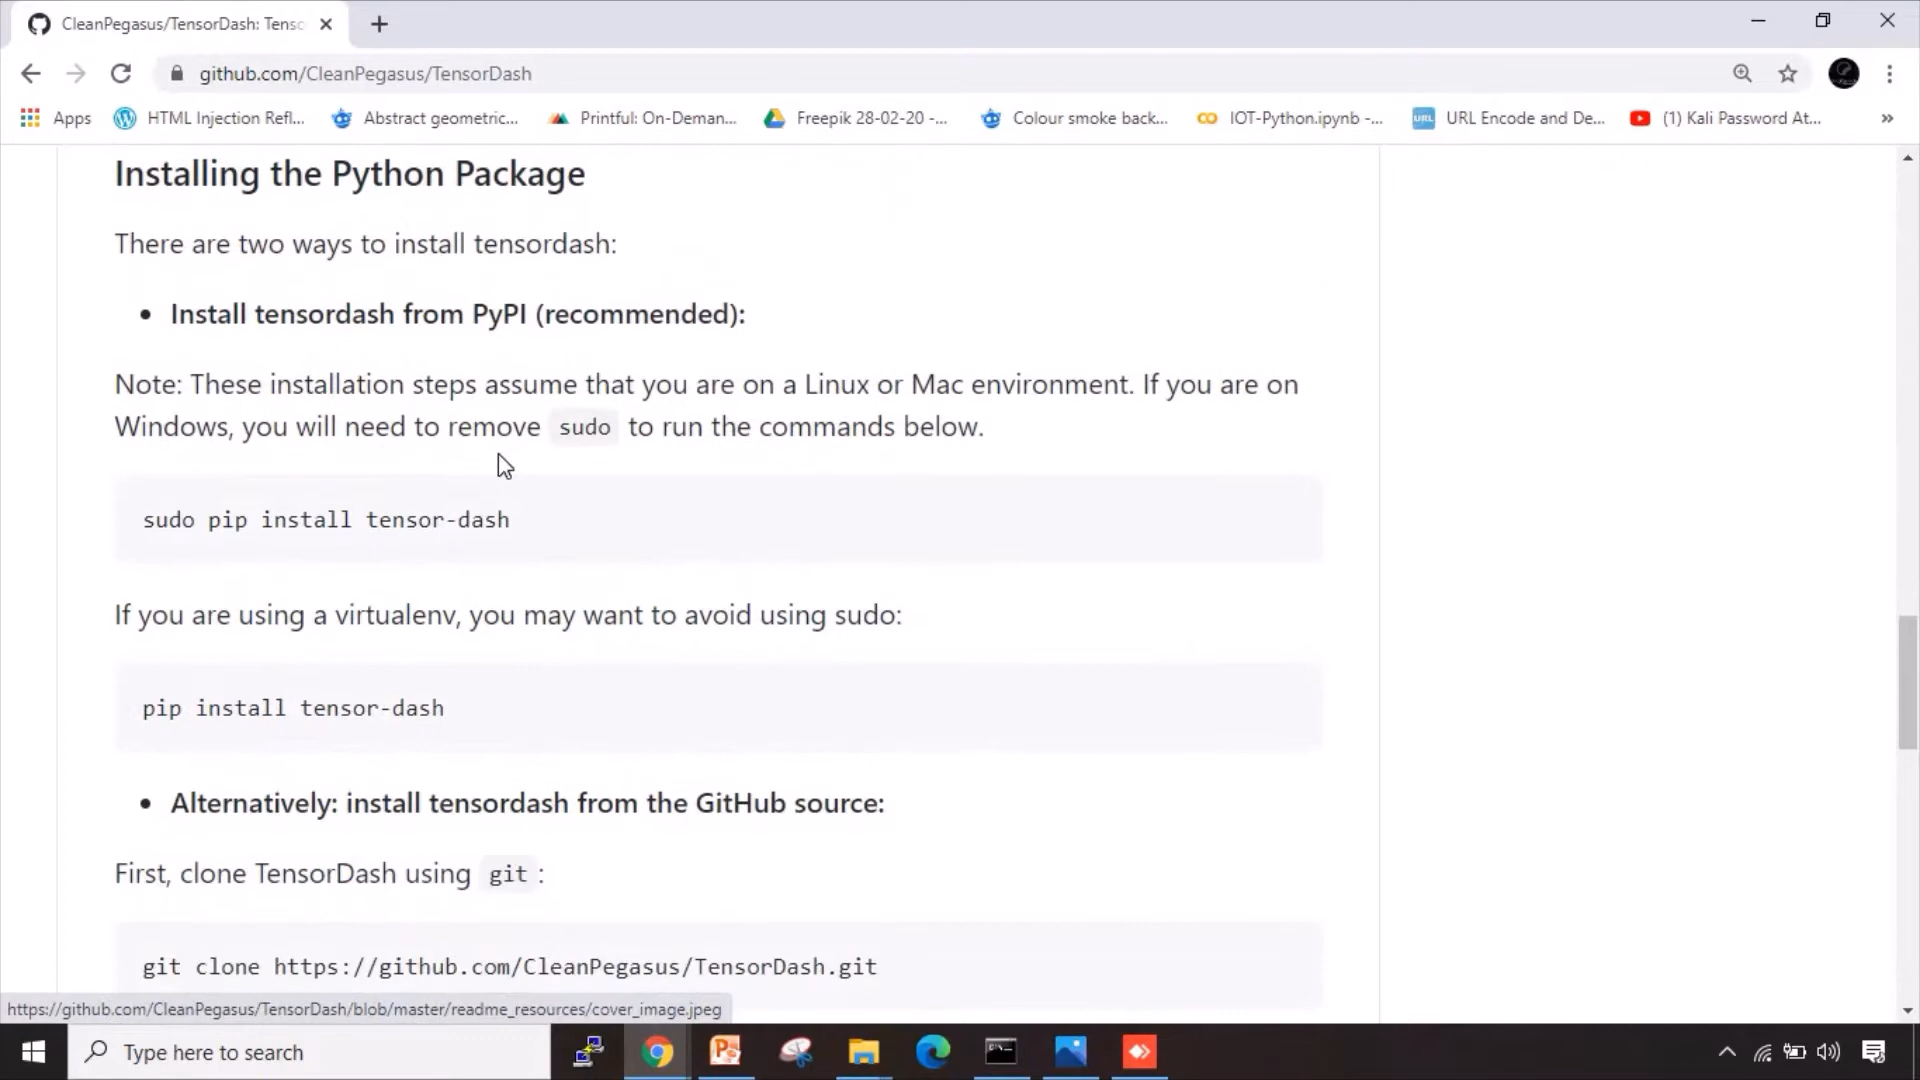 CleanPegasus/TensorDash: Tenso
github.com/CleanPegasus/TensorDash
Apps
HTML Injection Refl...
Abstract geometric...
Printful: On-Deman...
Freepik 28-02-20 -...
Colour smoke back...
IOT-Python.ipynb -...
URL
URL Encode and De...
(1) Kali Password At...
»
Installing the Python Package
There are two ways to install tensordash:
• Install tensordash from PyPI (recommended):
Note: These installation steps assume that you are on a Linux or Mac environment. If you are on
Windows, you will need to remove sudo to run the commands below.
sudo pip install tensor-dash
If you are using a virtualenv, you may want to avoid using sudo:
pip install tensor-dash
• Alternatively: install tensordash from the GitHub source:
First, clone TensorDash using git :
git clone https://github.com/CleanPegasus/TensorDash.git
https://github.com/CleanPegasus/TensorDash/blob/master/readme_resources/cover_image.jpeg
Type here to search